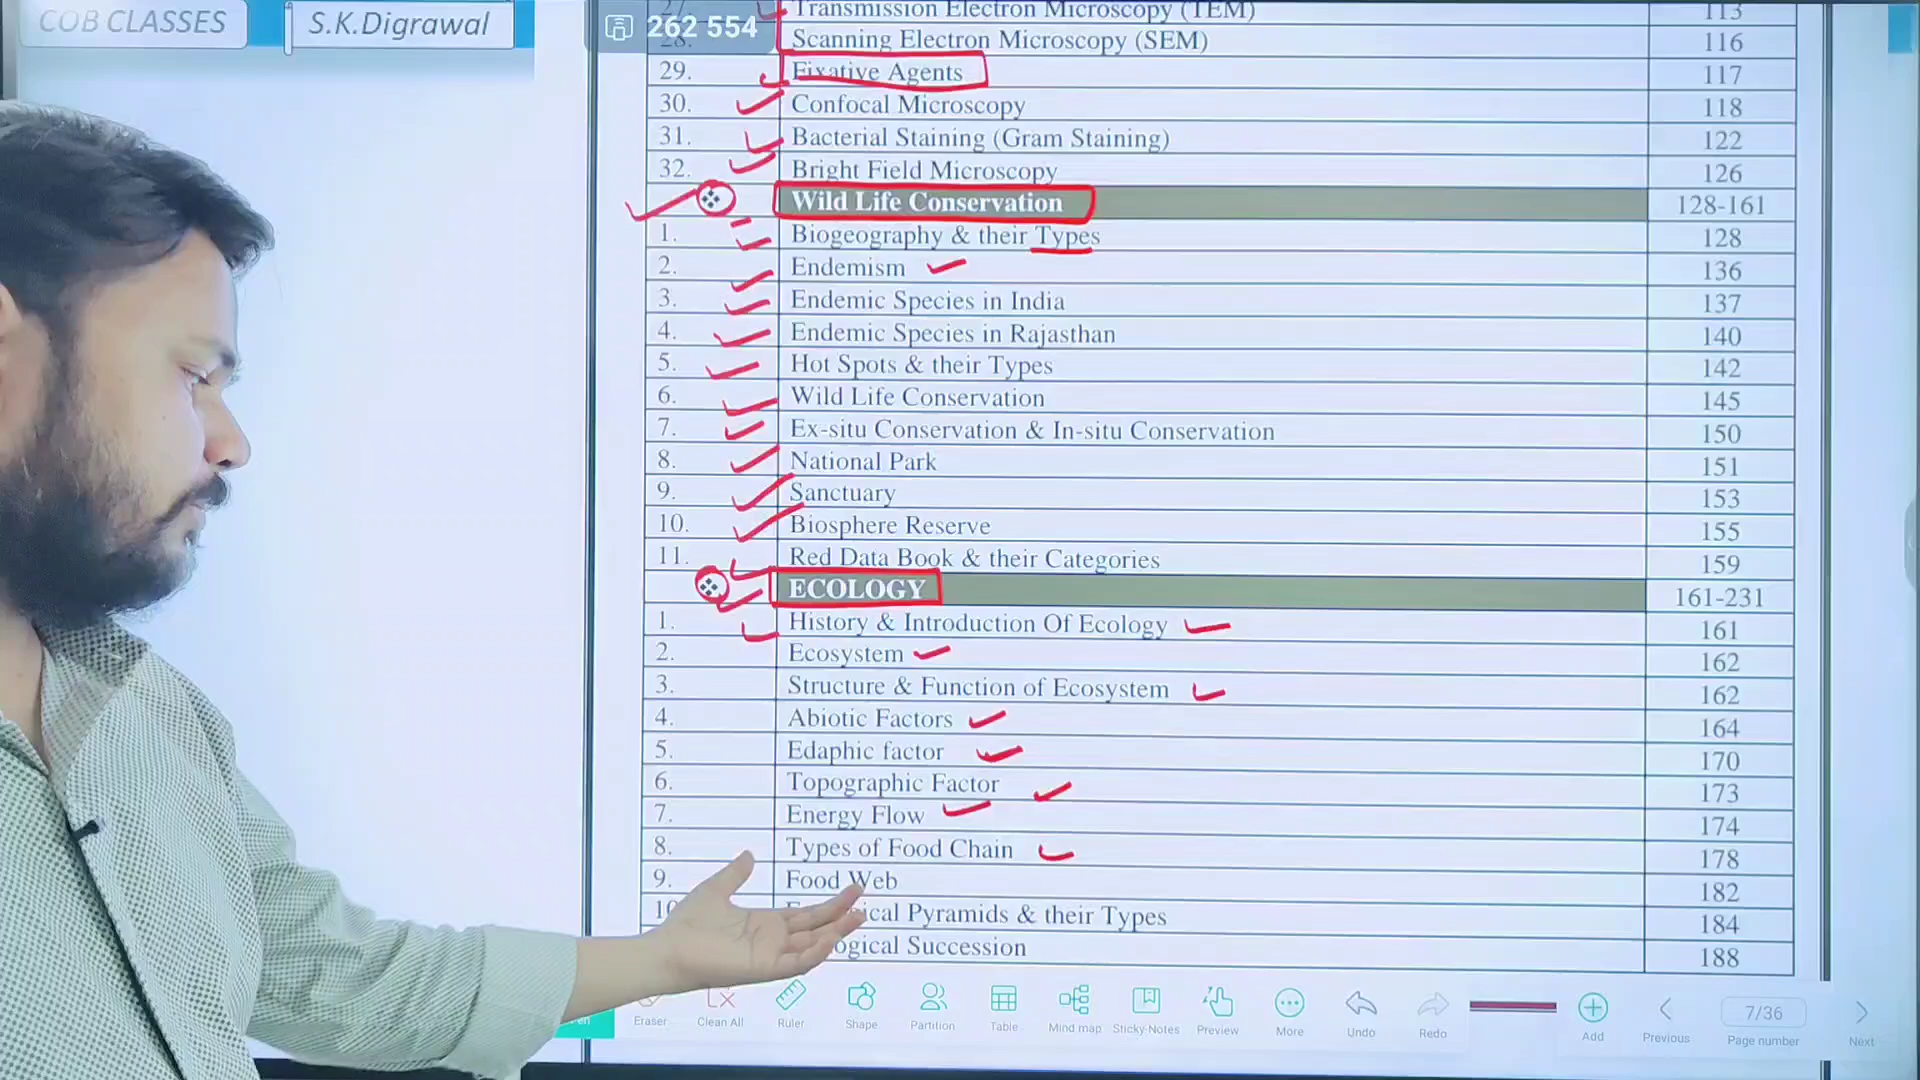 COB CLASSES S.K.Digrawal
262 554
Transmission Electron Microscopy (TEM) 113
28. Scanning Electron Microscopy (SEM) 116
29. Fixative Agents 117
30. Confocal Microscopy 118
31. Bacterial Staining (Gram Staining) 122
32. Bright Field Microscopy 126
Wild Life Conservation 128-161
1. Biogeography & their Types 128
2. Endemism 136
3. Endemic Species in India 137
4. Endemic Species in Rajasthan 140
5. Hot Spots & their Types 142
6. Wild Life Conservation 145
7. Ex-situ Conservation & In-situ Conservation 150
8. National Park 151
9. Sanctuary 153
10. Biosphere Reserve 155
11. Red Data Book & their Categories 159
ECOLOGY 161-231
1. History & Introduction Of Ecology 161
2. Ecosystem 162
3. Structure & Function of Ecosystem 162
4. Abiotic Factors 164
5. Edaphic factor 170
6. Topographic Factor 173
7. Energy Flow 174
8. Types of Food Chain 178
9. Food Web 182
Pyramids & their Types 184
Succession 188
Eraser Clean All Ruler Shape Partition Table Mind map Sticky Notes Preview More Undo Redo Add Previous 7/36 Page number Next